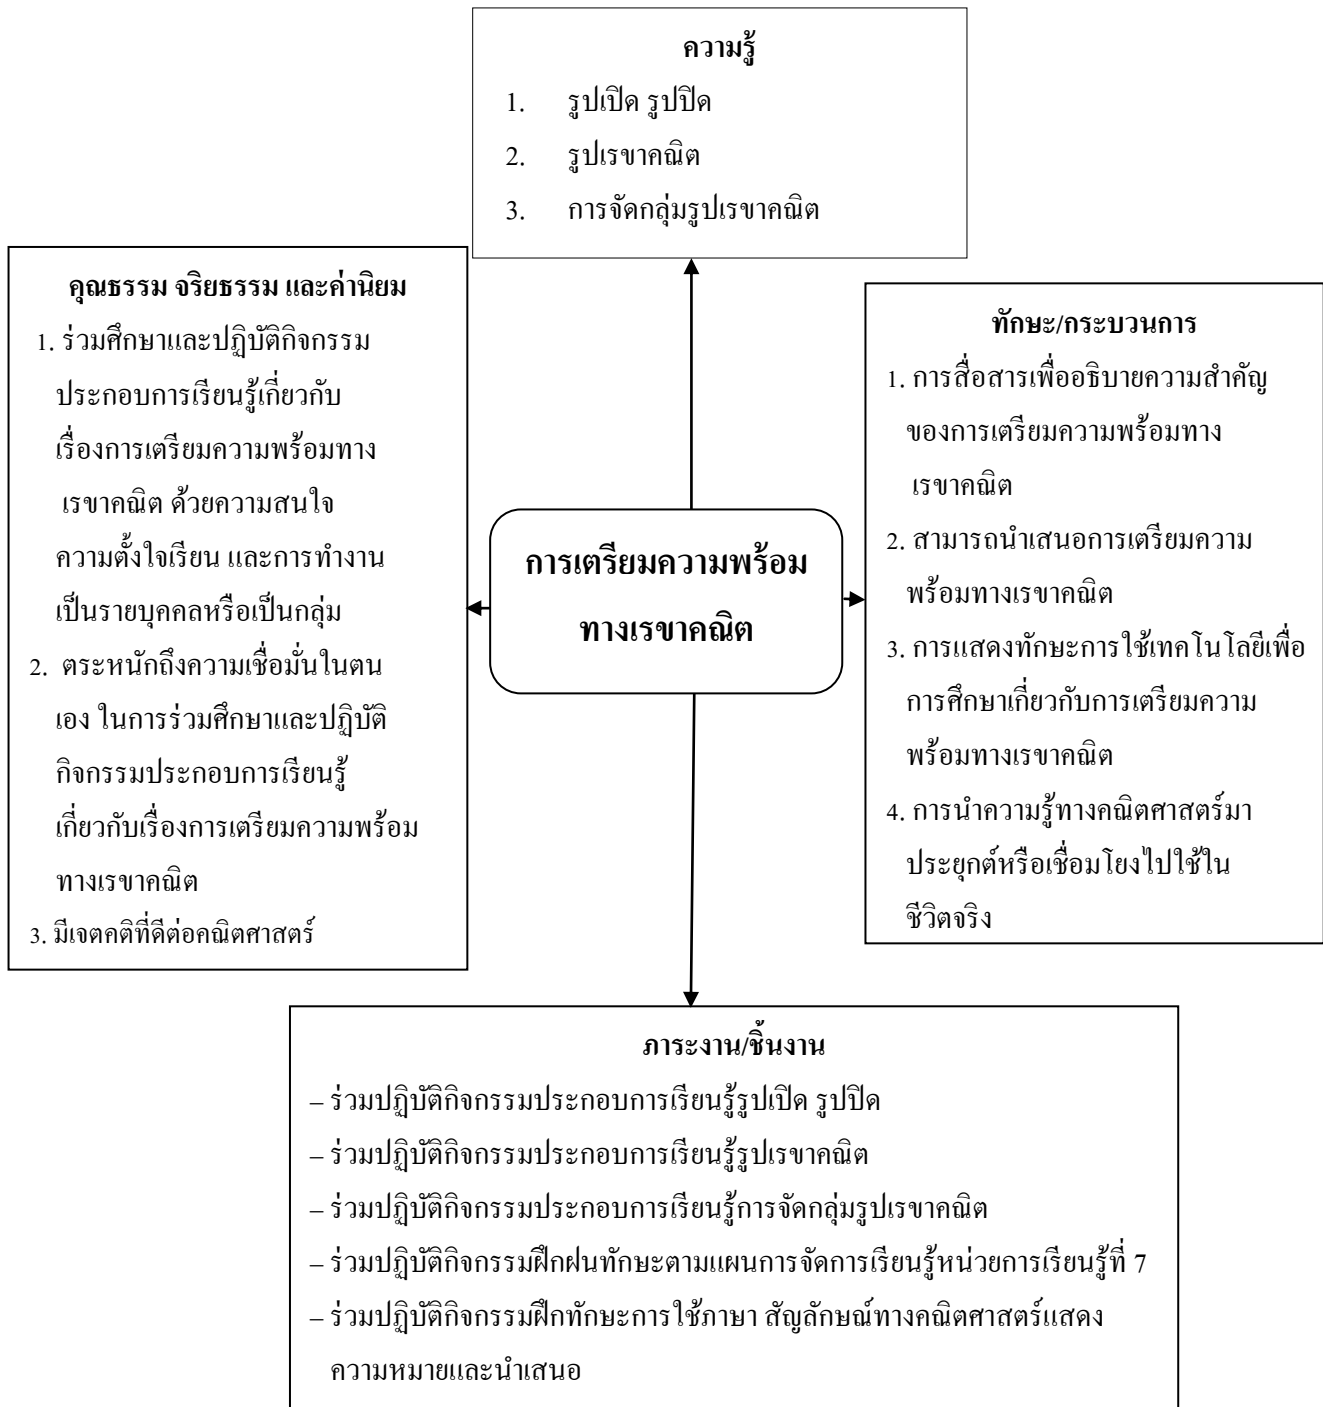 ความรู้
1. รูปเปิด รูปปิด
2. รูปเรขาคณิต
3. การจัดกลุ่มรูปเรขาคณิต
คุณธรรม จริยธรรม และค่านิยม
1. ร่วมศึกษาและปฏิบัติกิจกรรม
ประกอบการเรียนรู้เกี่ยวกับ
เรื่องการเตรียมความพร้อมทาง
เรขาคณิต ด้วยความสนใจ
ความตั้งใจเรียน และการทำงาน
เป็นรายบุคคลหรือเป็นกลุ่ม
2. ตระหนักถึงความเชื่อมั่นในตน
เอง ในการร่วมศึกษาและปฏิบัติ
กิจกรรมประกอบการเรียนรู้
เกี่ยวกับเรื่องการเตรียมความพร้อม
ทางเรขาคณิต
3. มีเจตคติที่ดีต่อคณิตศาสตร์
การเตรียมความพร้อม
ทางเรขาคณิต
ทักษะ/กระบวนการ
1. การสื่อสารเพื่ออธิบายความสำคัญ
ของการเตรียมความพร้อมทาง
เรขาคณิต
2. สามารถนำเสนอการเตรียมความ
พร้อมทางเรขาคณิต
3. การแสดงทักษะการใช้เทคโนโลยีเพื่อ
การศึกษาเกี่ยวกับการเตรียมความ
พร้อมทางเรขาคณิต
4. การนำความรู้ทางคณิตศาสตร์มา
ประยุกต์หรือเชื่อมโยงไปใช้ใน
ชีวิตจริง
ภาระงาน/ชิ้นงาน
– ร่วมปฏิบัติกิจกรรมประกอบการเรียนรู้รูปเปิด รูปปิด
– ร่วมปฏิบัติกิจกรรมประกอบการเรียนรู้รูปเรขาคณิต
– ร่วมปฏิบัติกิจกรรมประกอบการเรียนรู้การจัดกลุ่มรูปเรขาคณิต
– ร่วมปฏิบัติกิจกรรมฝึกฝนทักษะตามแผนการจัดการเรียนรู้หน่วยการเรียนรู้ที่ 7
– ร่วมปฏิบัติกิจกรรมฝึกทักษะการใช้ภาษา สัญลักษณ์ทางคณิตศาสตร์แสดง
ความหมายและนำเสนอ